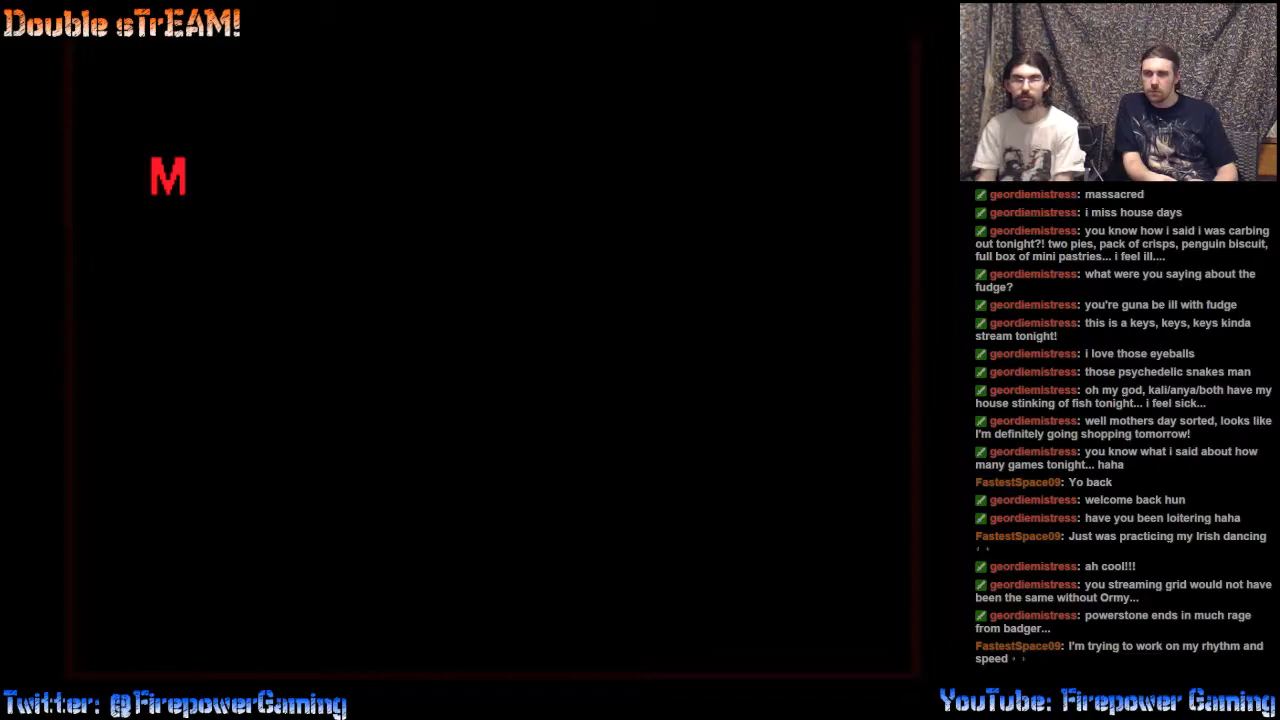 Double sTrEAM!
M
geordiemistress: massacred
geordiemistress: i miss house days
geordiemistress: you know how i said i was carbing
out tonight?! two pies, pack of crisps, penguin biscuit,
full box of mini pastries... i feel ill....
geordiemistress: what were you saying about the
fudge?
geordiemistress: you're guna be ill with fudge
geordiemistress: this is a keys, keys, keys kinda
stream tonight!
geordiemistress: i love those eyeballs
geordiemistress: those psychedelic snakes man
geordiemistress: oh my god, kali/anya/both have my
house stinking of fish tonight... i feel sick...
geordiemistress: well mothers day sorted, looks like
I'm definitely going shopping tomorrow!
geordiemistress: you know what i said about how
many games tonight... haha
FastestSpace09: Yo back
geordiemistress: welcome back hun
geordiemistress: have you been loitering haha
FastestSpace09: Just was practicing my Irish dancing
geordiemistress: ah cool!!!
geordiemistress: you streaming grid would not have
been the same without Ormy...
geordiemistress: powerstone ends in much rage
from badger...
FastestSpace09: I'm trying to work on my rhythm and
speed
Twitter: @FirepowerGaming
YouTube: Firepower Gaming